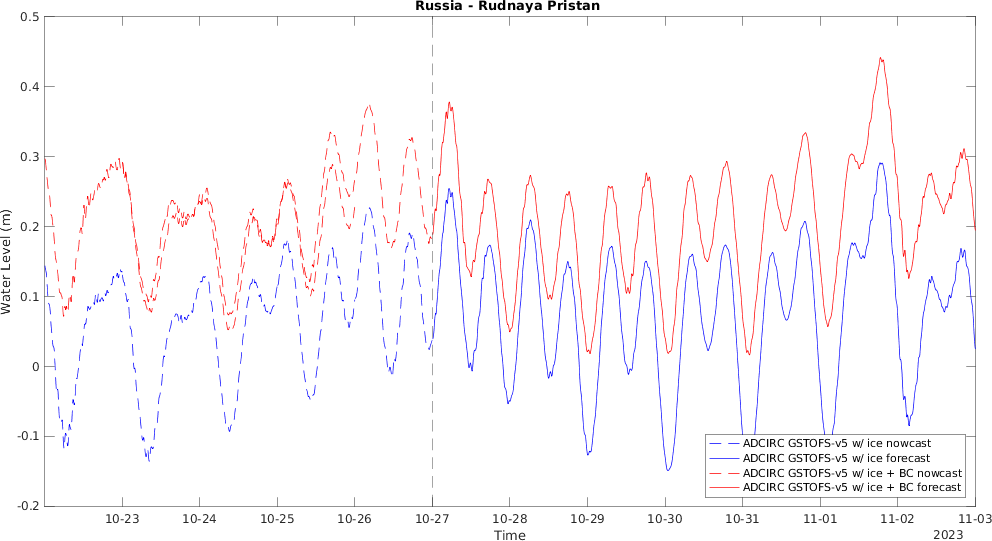 Russia - Rudnaya Pristan
Water Level (m)
0.5
0.4
0.3
0.2
0.1
0
-0.1
-0.2
ADCIRC GSTOFS-v5 w/ ice nowcast
ADCIRC GSTOFS-v5 w/ ice forecast
ADCIRC GSTOFS-v5 w/ ice + BC nowcast
ADCIRC GSTOFS-v5 w/ ice + BC forecast
10-23 10-24 10-25 10-26 10-27 10-28 10-29 10-30 10-31 11-01 11-02 11-03
Time
2023